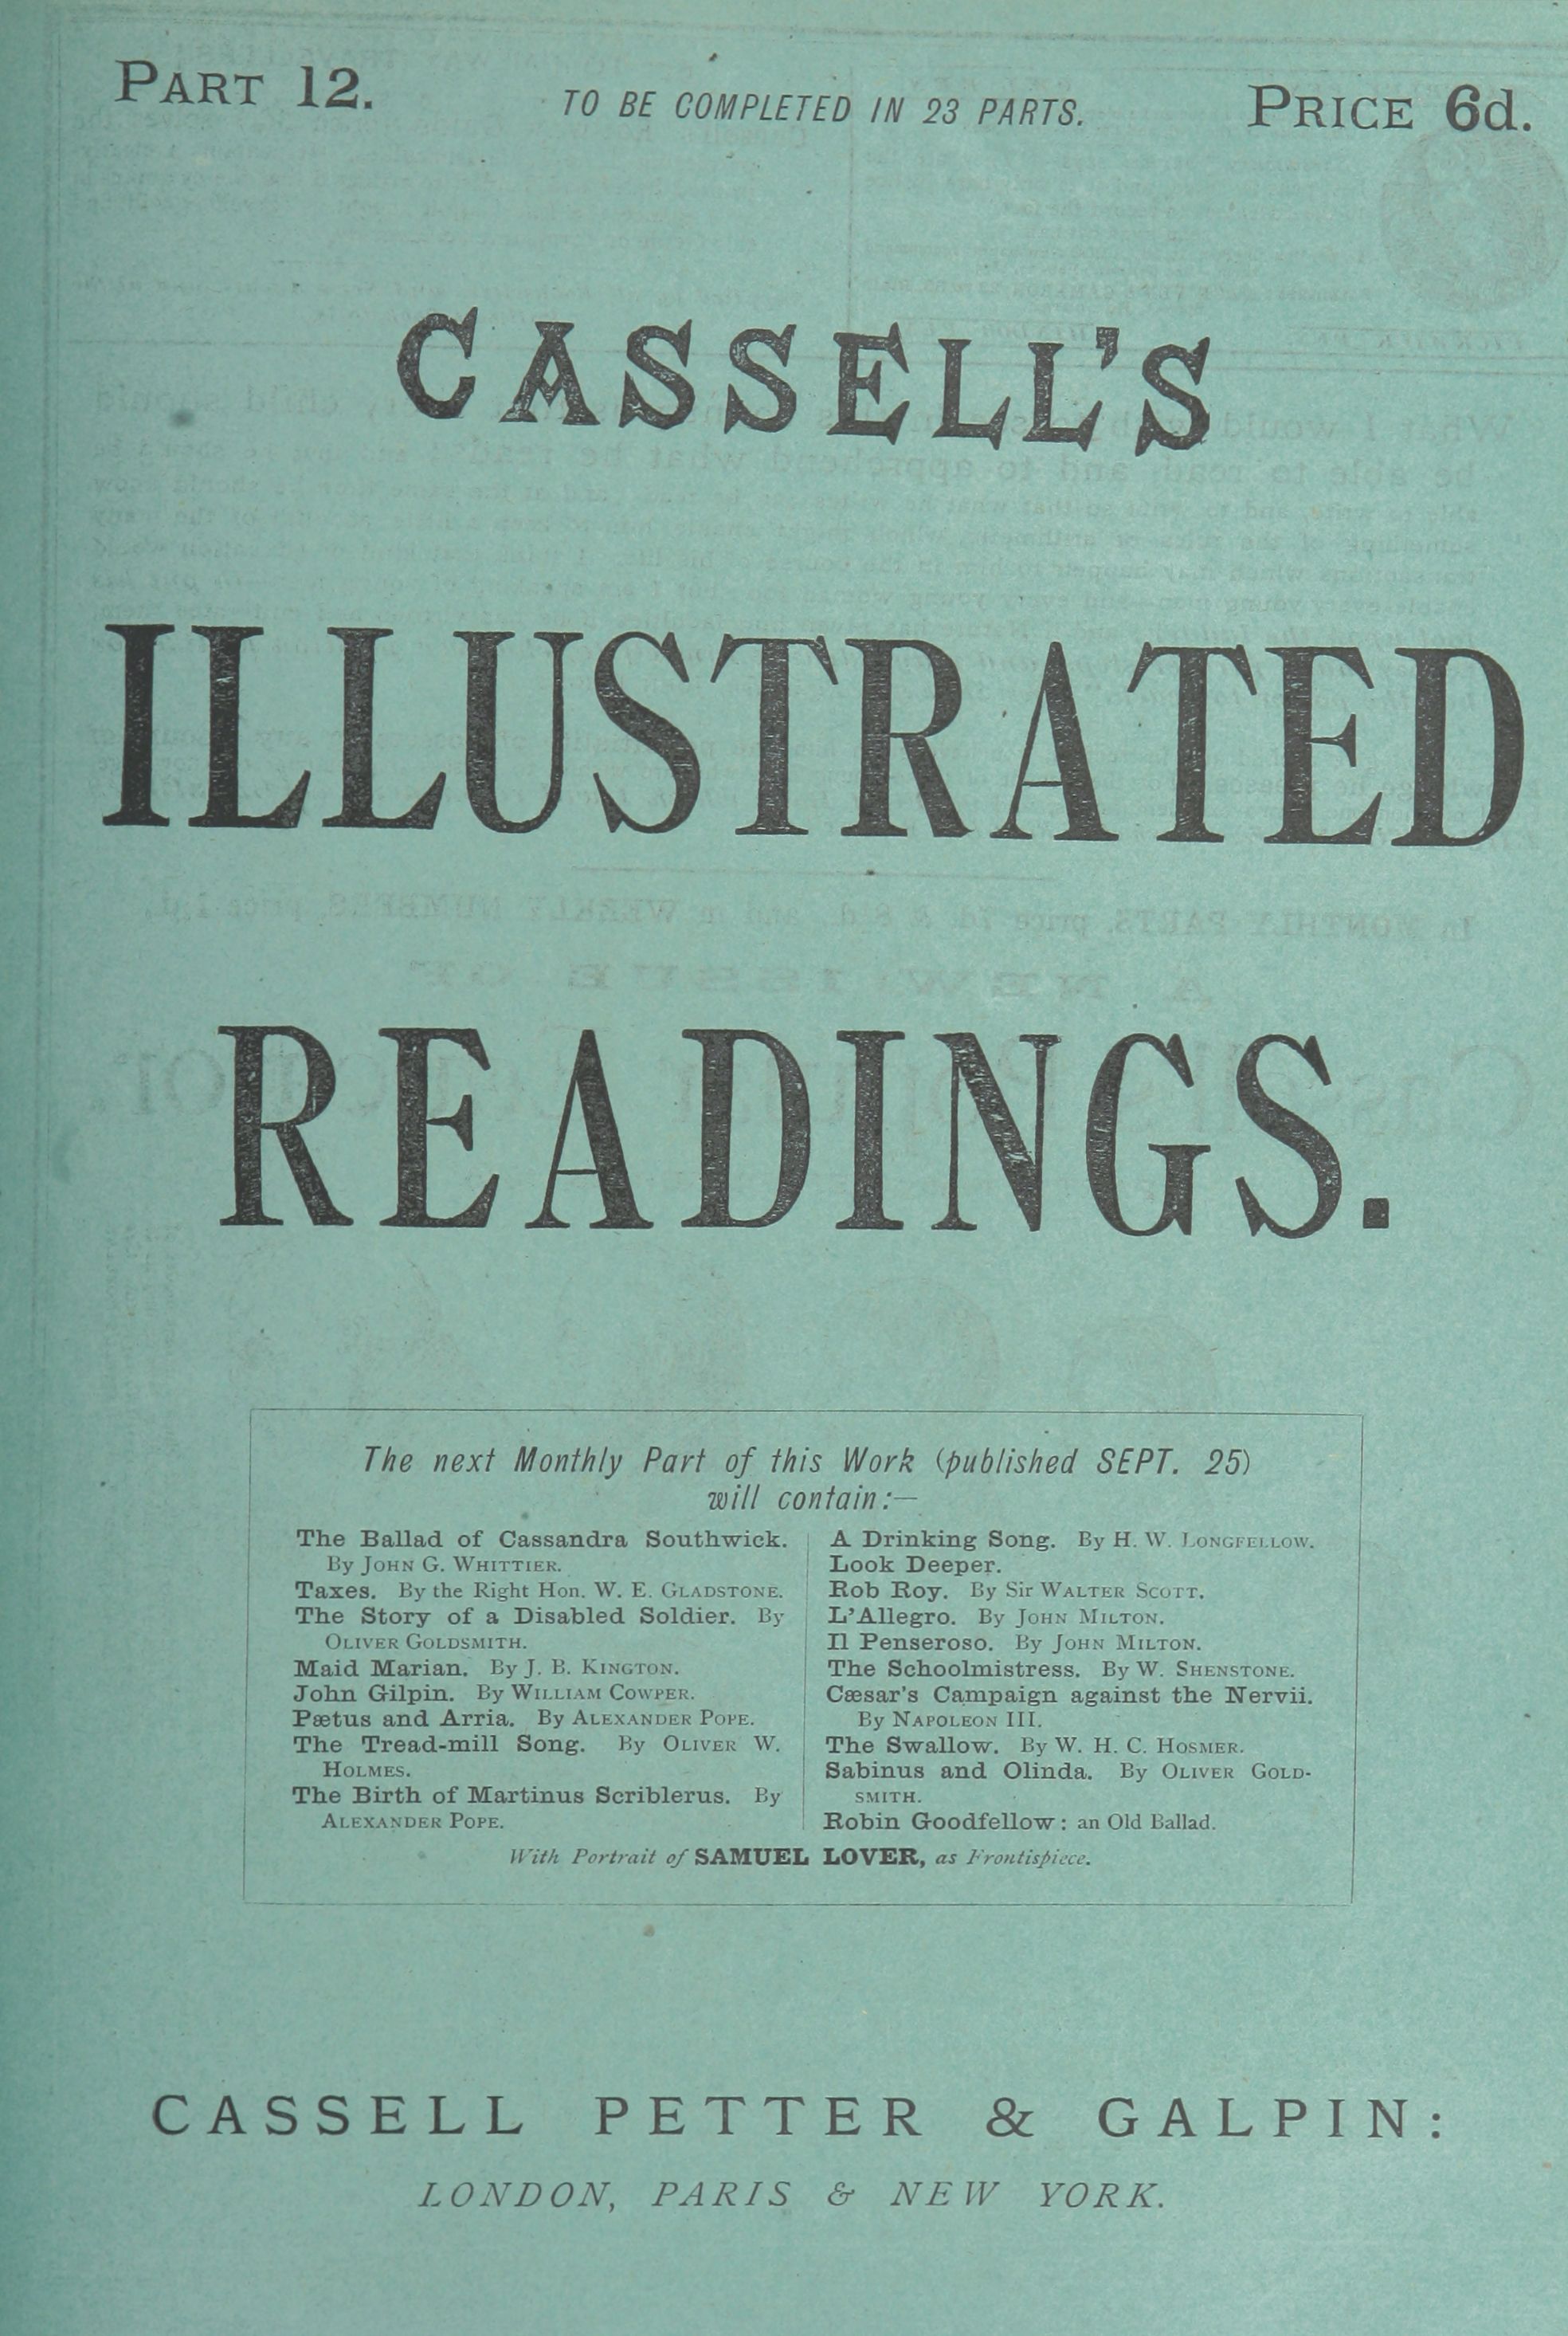 PART 12.
TO BE COMPLETED IN 23 PARTS.
PRICE 6d.
CASSELL'S
ILLUSTRATED
READINGS.
The next Monthly Part of this Work (published SEPT. 25)
will contain:—
The Ballad of Cassandra Southwick.
By JOHN G. WHITTIER.
Taxes. By the Right Hon. W. E. GLADSTONE.
The Story of a Disabled Soldier. By
OLIVER GOLDSMITH.
Maid Marian. By J. B. KINGTON.
John Gilpin. By WILLIAM COWPER.
Pætus and Arria. By ALEXANDER POPE.
The Tread-mill Song. By OLIVER W.
HOLMES.
The Birth of Martinus Scriblerus. By
ALEXANDER POPE.
A Drinking Song. By H. W. LONGFELLOW.
Look Deeper.
Rob Roy. By Sir WALTER SCOTT.
L'Allegro. By JOHN MILTON.
Il Penseroso. By JOHN MILTON.
The Schoolmistress. By W. SHENSTONE.
Cæsar's Campaign against the Nervii.
By NAPOLEON III.
The Swallow. By W. H. C. HOSMER.
Sabinus and Olinda. By OLIVER GOLD-
SMITH.
Robin Goodfellow: an Old Ballad.
With Portrait of SAMUEL LOVER, as Frontispiece.
CASSELL PETTER & GALPIN:
LONDON, PARIS & NEW YORK.